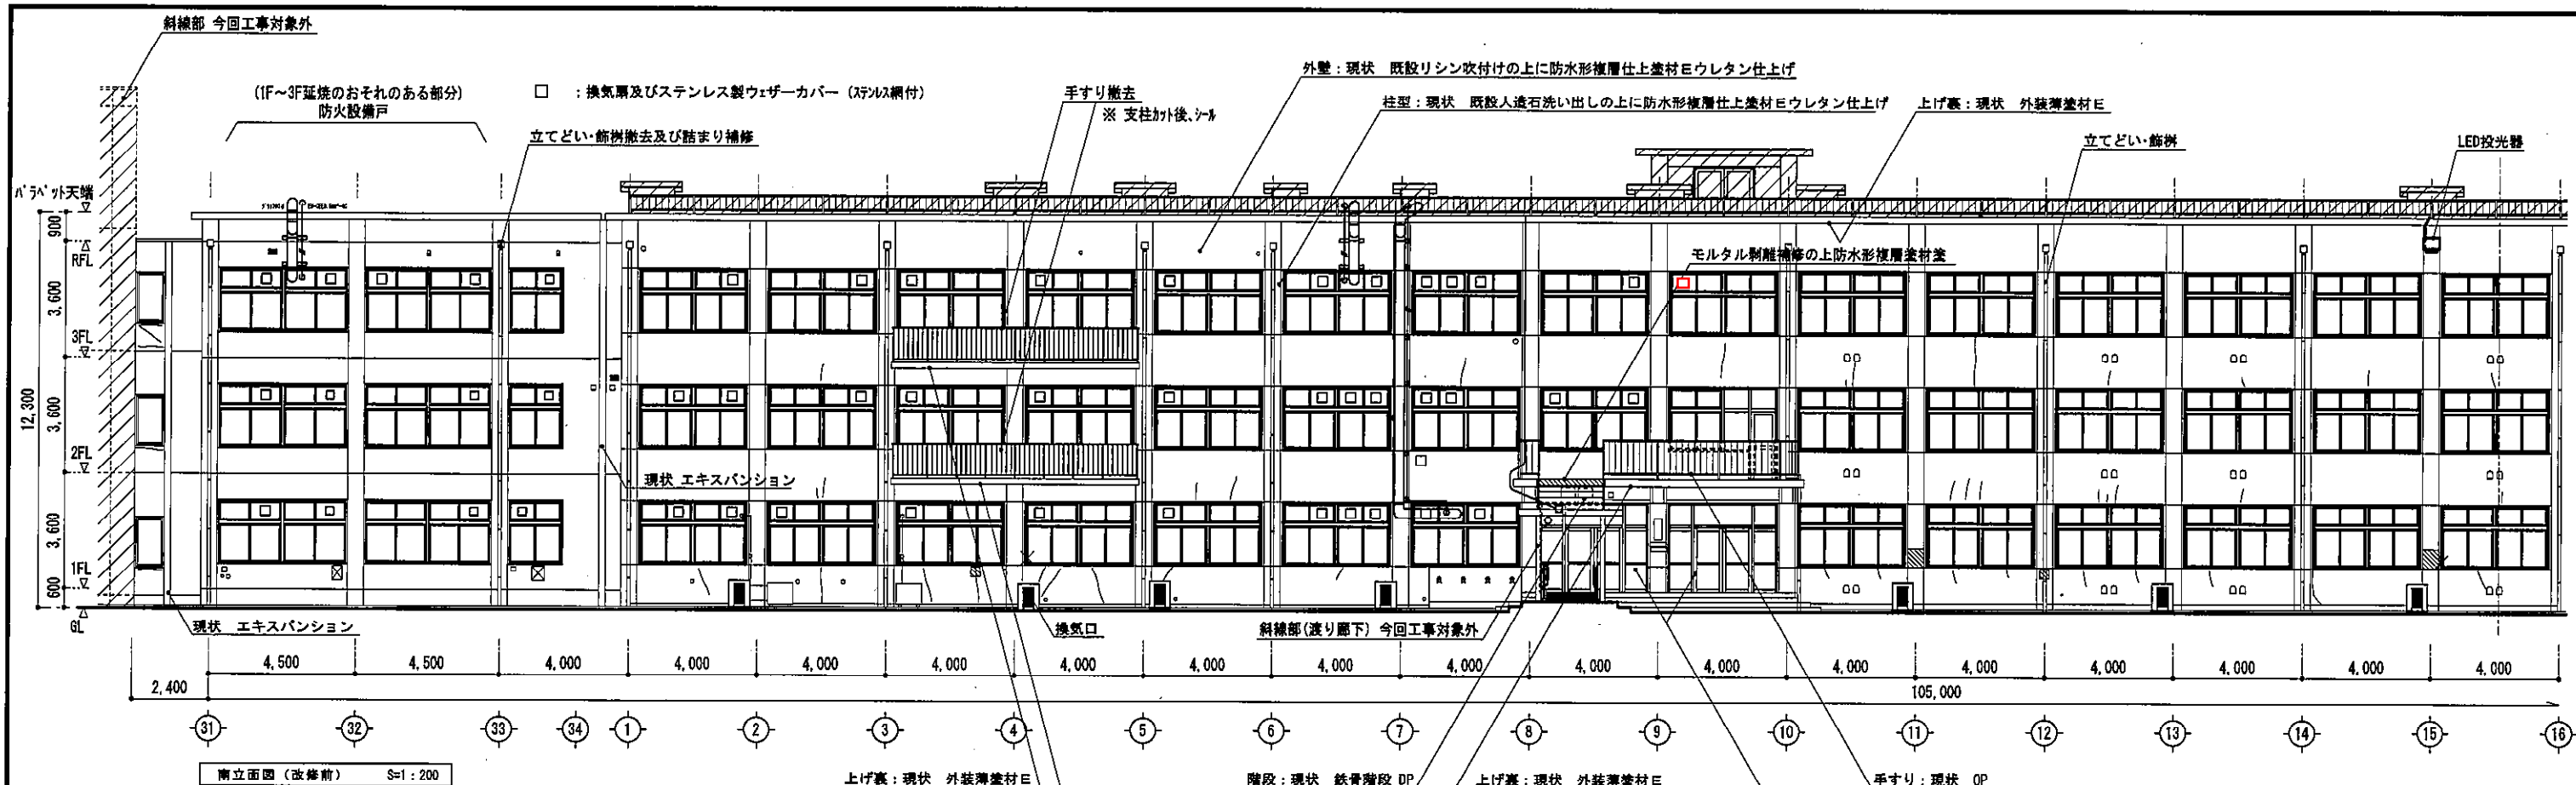 斜線部 今回工事対象外
(1F~3F延焼のおそれのある部分)
防火設備戸
□ :換気扇及びステンレス製ウェザーカバー (ステンレス網付)
立てどい・飾桝撤去及び詰まり補修
手すり撤去
※ 支柱カット後、シール
外壁:現状 既設リシン吹付けの上に防水形複層仕上塗材Eウレタン仕上げ
柱型:現状 既設人造石洗い出しの上に防水形複層仕上塗材Eウレタン仕上げ
上げ裏:現状 外装薄塗材E
立てどい・飾桝
LED投光器
モルタル剥離補修の上防水形複層塗材塗
パラペット天端
RFL
3FL
2FL
1FL
GL
900
3,600
3,600
3,600
600
12,300
現状 エキスパンション
現状 エキスパンション
換気口
斜線部(渡り廊下) 今回工事対象外
4,500 4,500 4,000 4,000 4,000 4,000 4,000 4,000 4,000 4,000 4,000 4,000 4,000 4,000 4,000 4,000 4,000 4,000
2,400 105,000
31 32 33 34 1 2 3 4 5 6 7 8 9 10 11 12 13 14 15 16
南立面図(改修前) S=1:200
上げ裏:現状 外装薄塗材E
階段:現状 鉄骨階段 DP
上げ裏:現状 外装薄塗材E
手すり:現状 OP